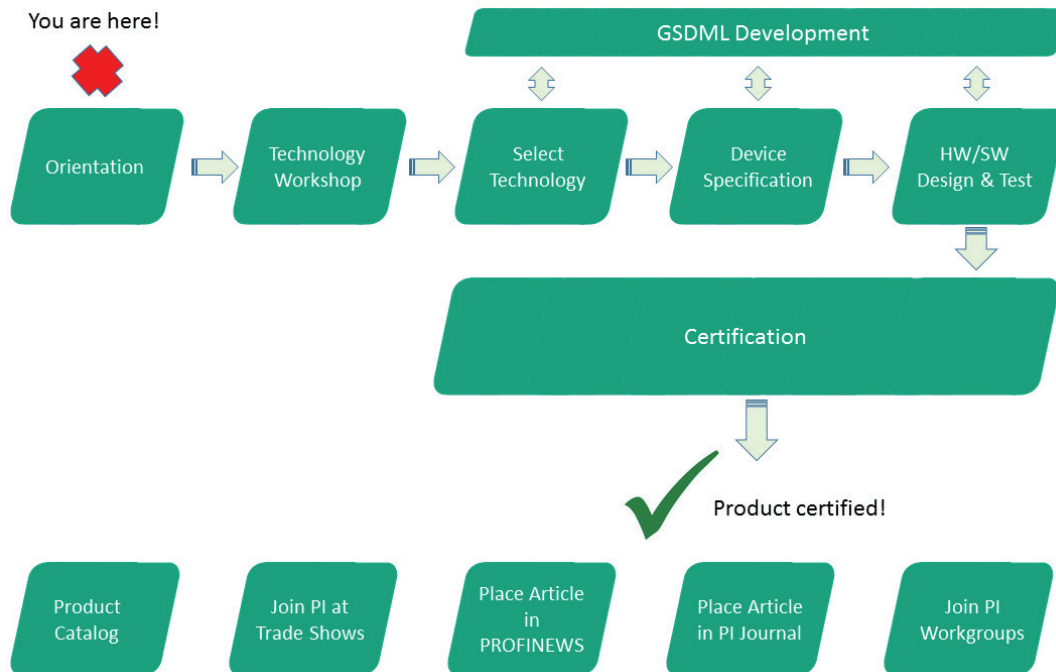 You are here!
GSDML Development
Orientation
Technology
Workshop
Select
Technology
Device
Specification
HW/SW
Design & Test
Certification
Product certified!
Product
Catalog
Join PI at
Trade Shows
Place Article
in
PROFINEWS
Place Article
in PI Journal
Join PI
Workgroups